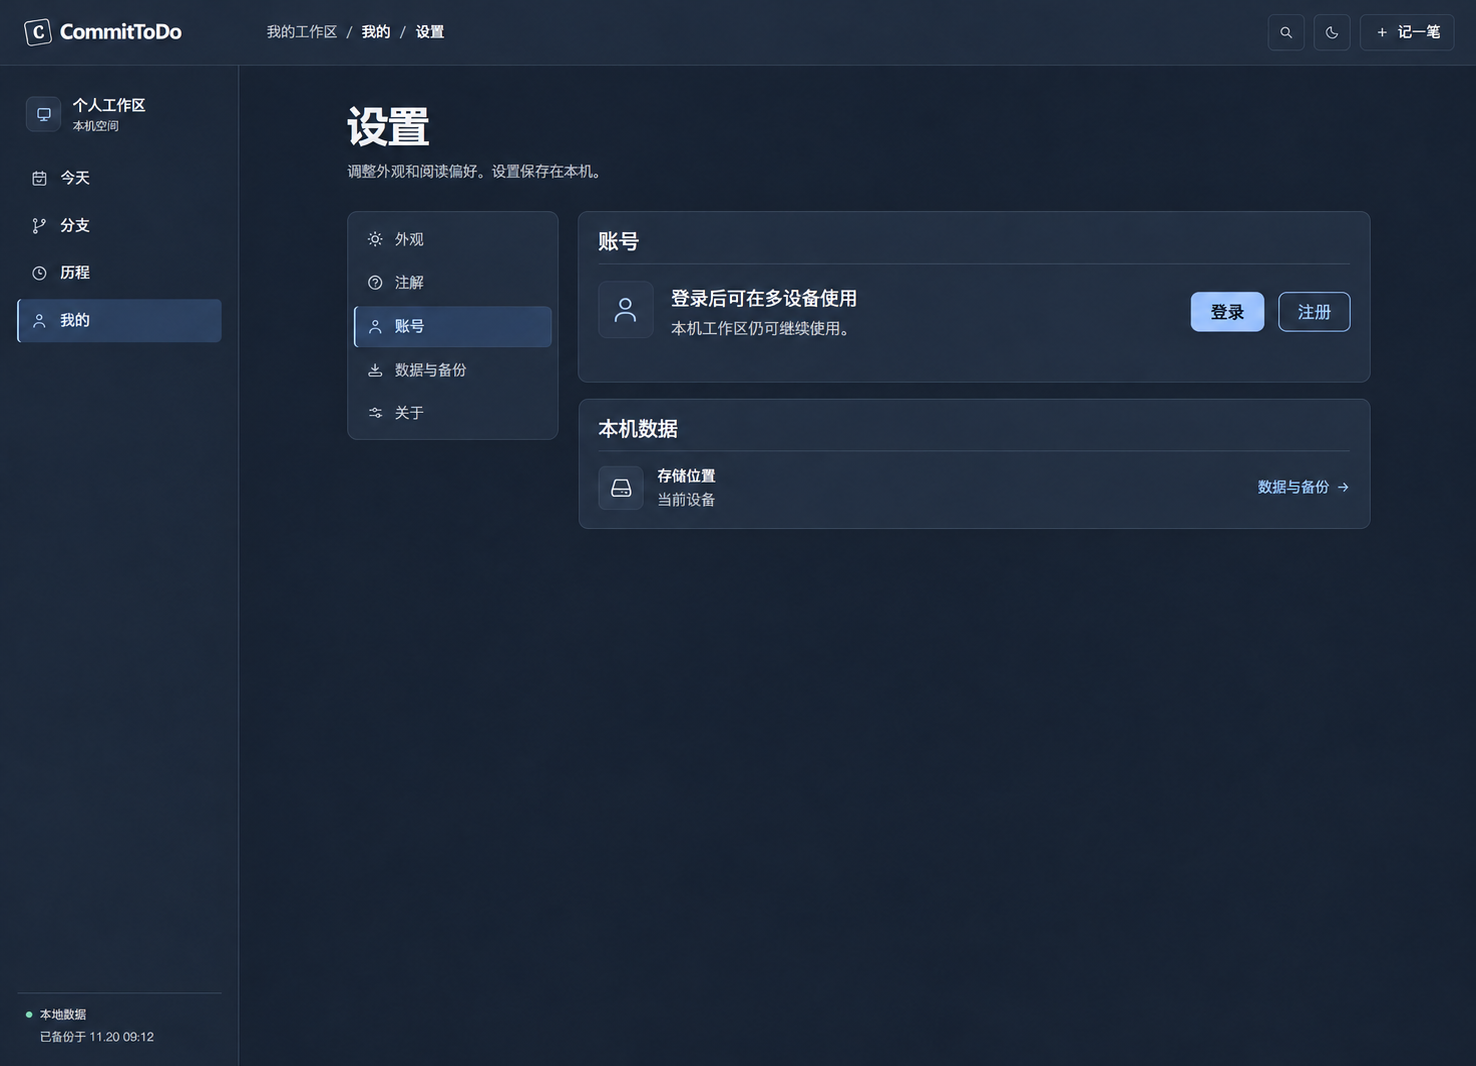 C CommitToDo
我的工作区 / 我的 / 设置
+ 记一笔
个人工作区
本机空间
今天
分支
历程
我的
设置
调整外观和阅读偏好。设置保存在本机。
外观
注解
账号
数据与备份
关于
账号
登录后可在多设备使用
本机工作区仍可继续使用。
登录
注册
本机数据
存储位置
当前设备
数据与备份 →
本地数据
已备份于 11.20 09:12